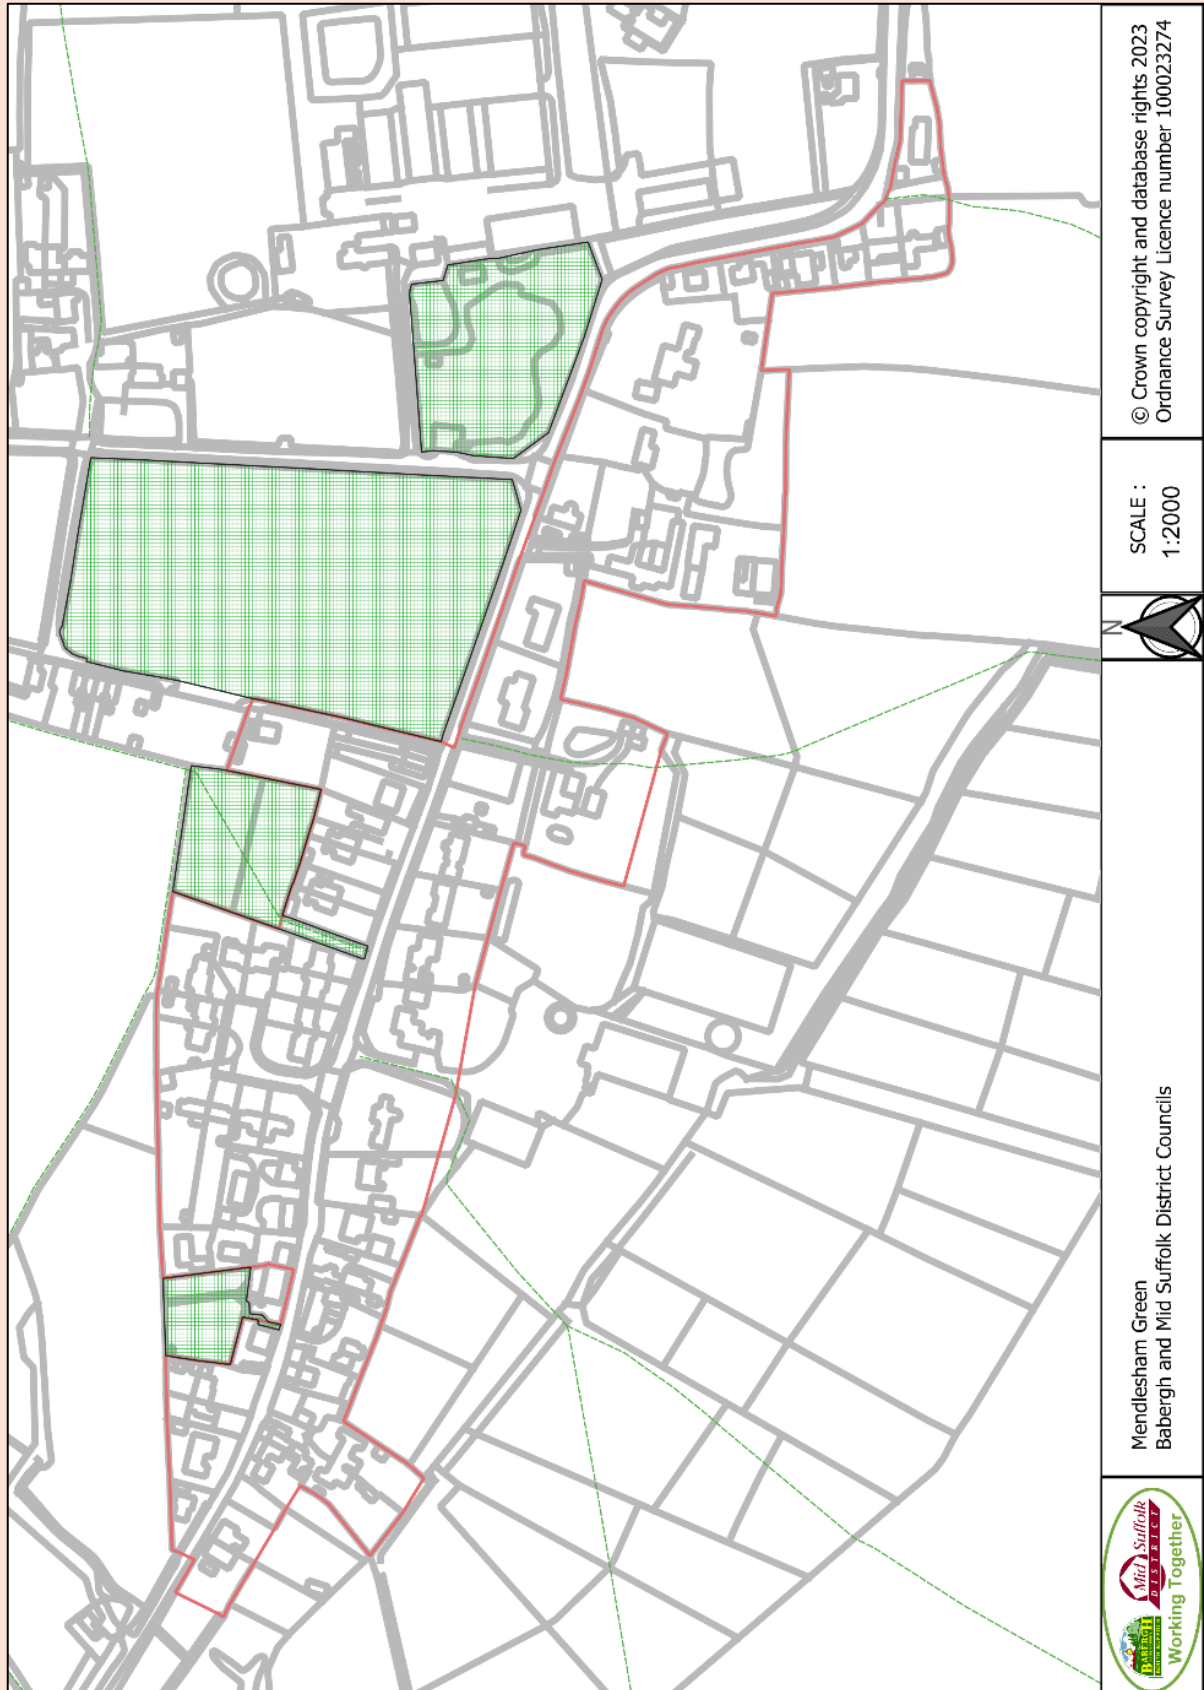 Mendlesham Green
Babergh and Mid Suffolk District Councils
N
SCALE :
1:2000
© Crown copyright and database rights 2023
Ordnance Survey Licence number 100023274
BABERGH
Mid Suffolk
DISTRICT
Working Together